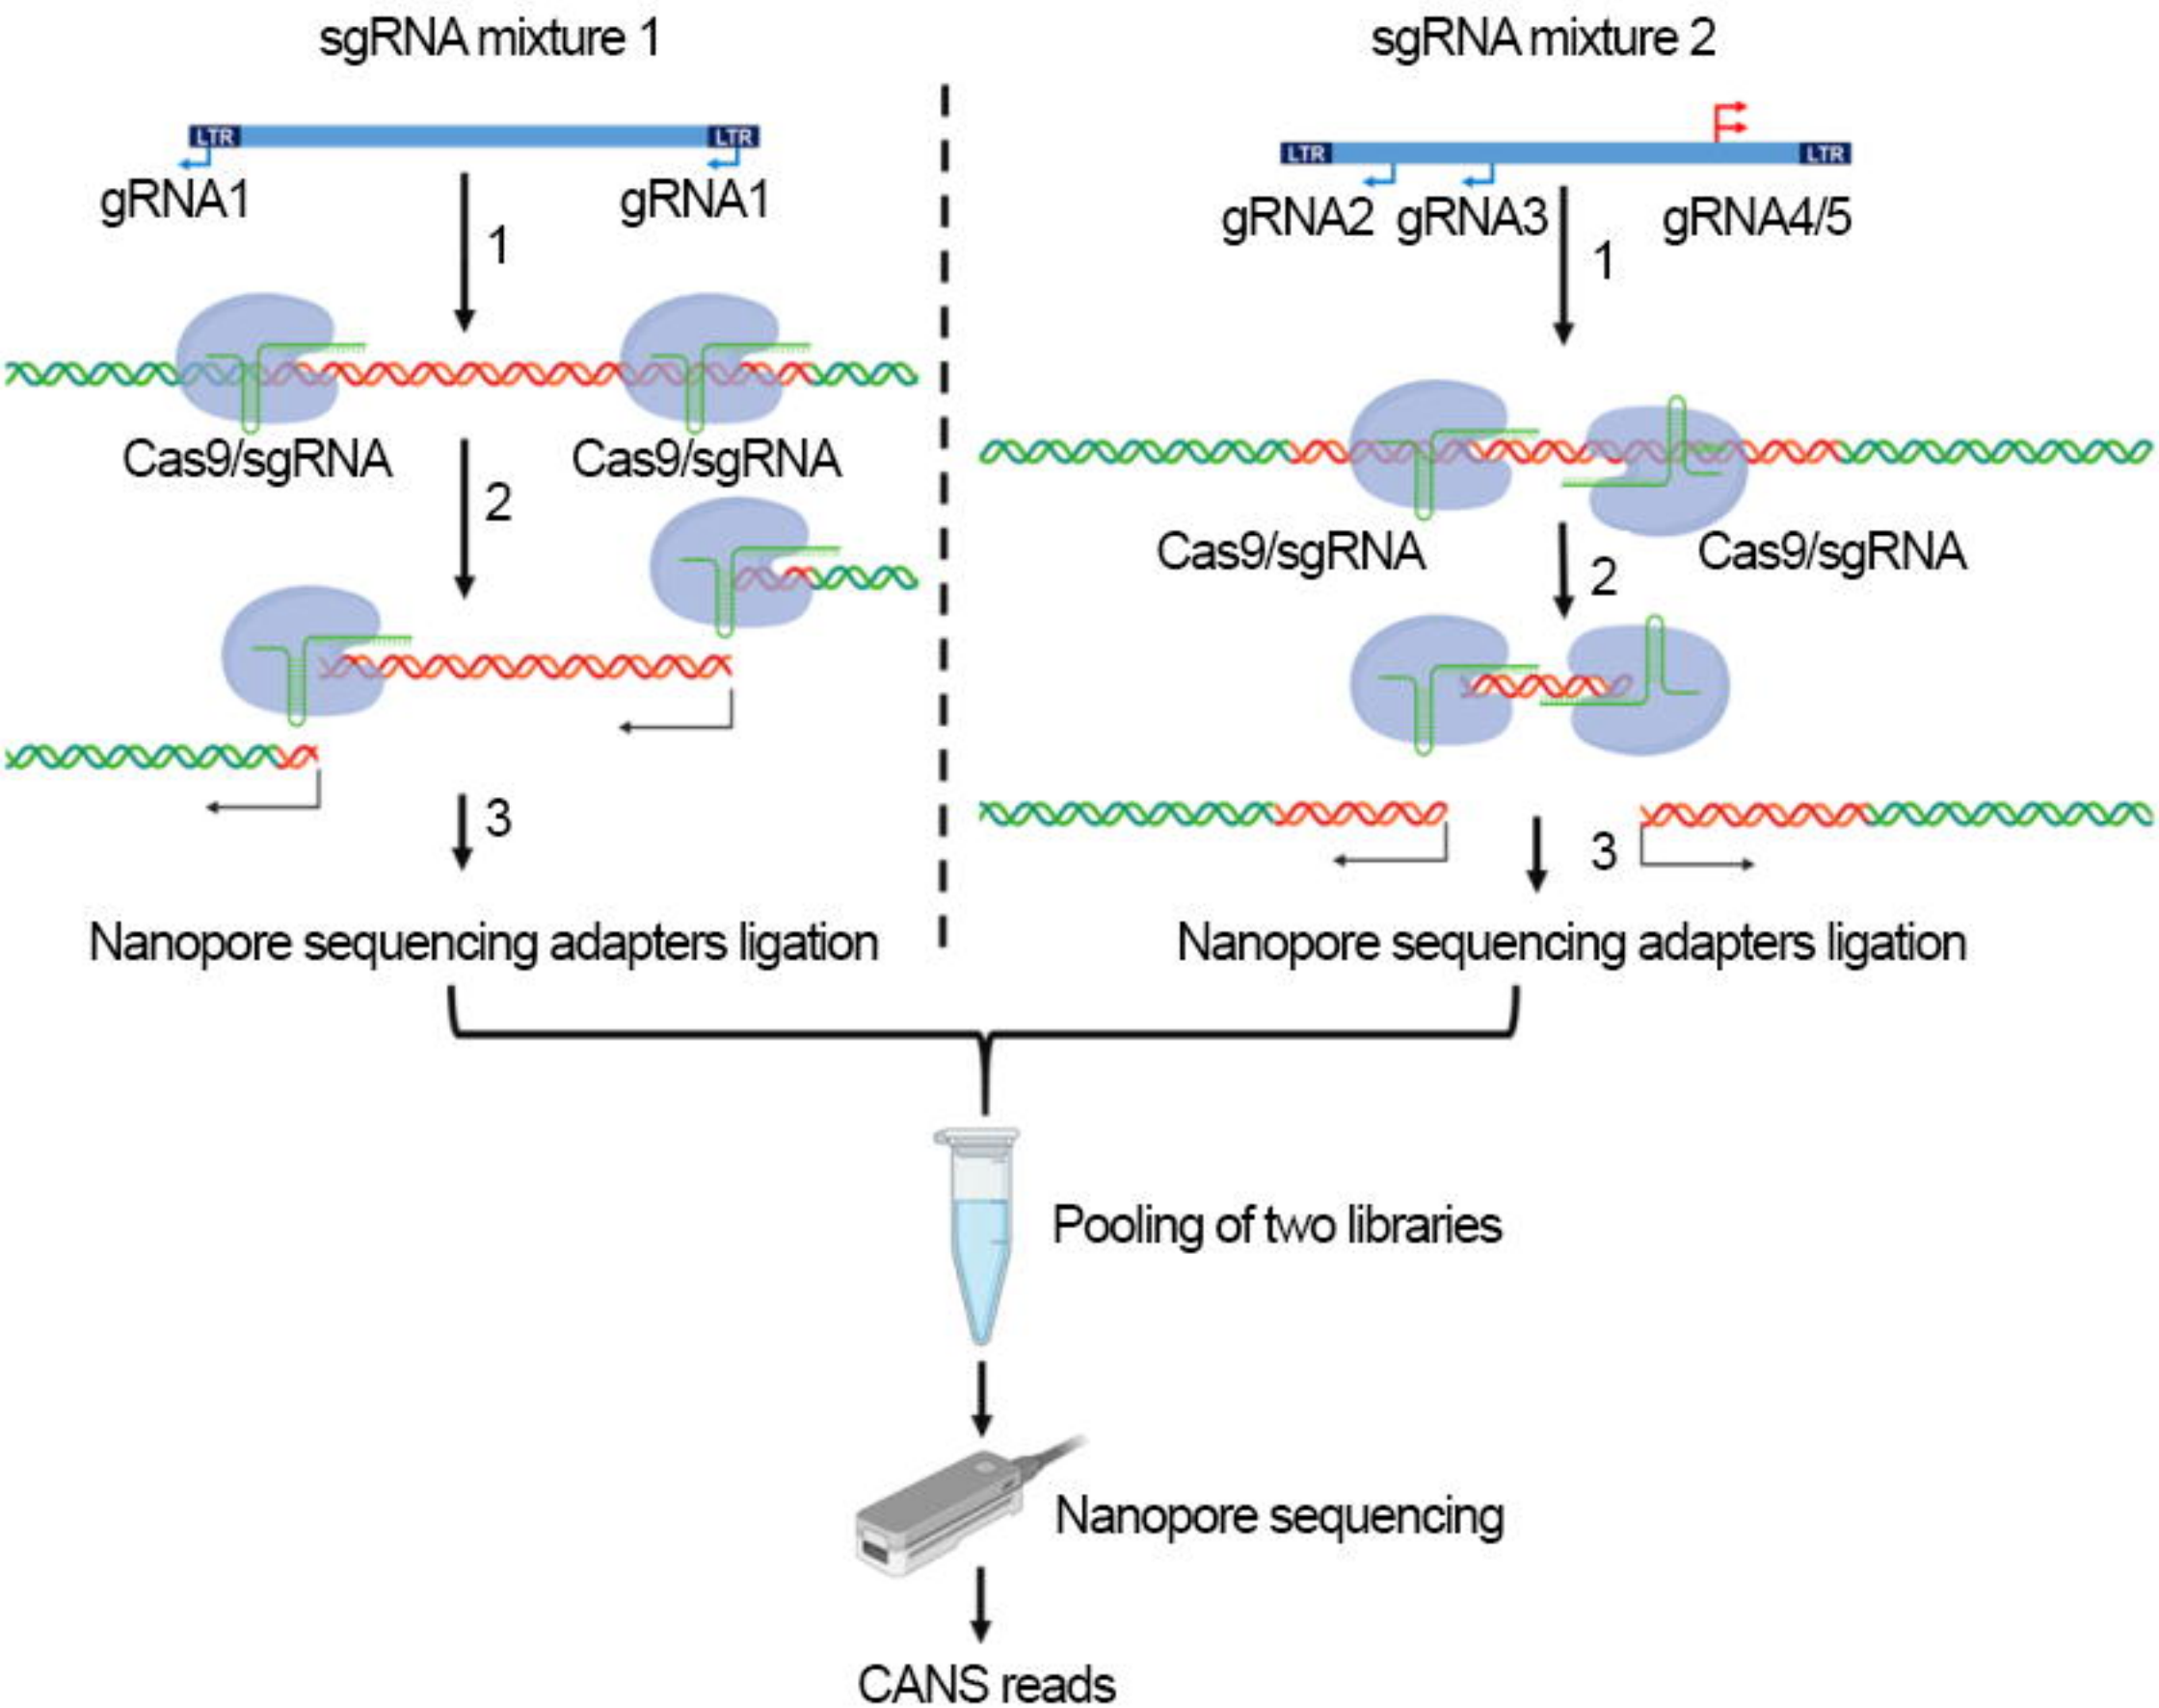 sgRNA mixture 1
sgRNA mixture 2
LTR
LTR
gRNA1
gRNA1
LTR
LTR
gRNA2
gRNA3
gRNA4/5
1
1
Cas9/sgRNA
Cas9/sgRNA
2
Cas9/sgRNA
Cas9/sgRNA
2
3
3
Nanopore sequencing adapters ligation
Nanopore sequencing adapters ligation
Pooling of two libraries
Nanopore sequencing
CANS reads